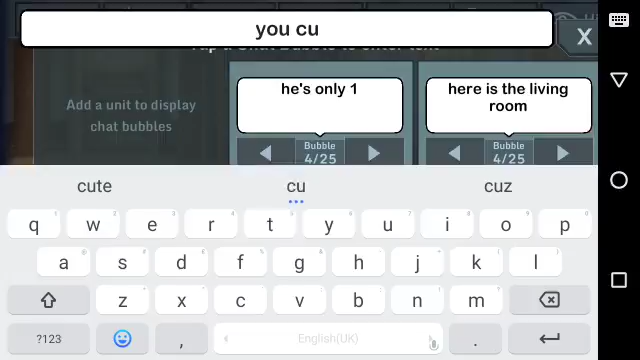 you cu
Tap a Chat Bubble to enter text
X
Add a unit to display
chat bubbles
he's only 1
Bubble
4/25
here is the living
room
Bubble
4/25
cute cu cuz
q w e r t y u i o p
a s d f g h j k l
z x c v b n m
?123 , English(UK) .